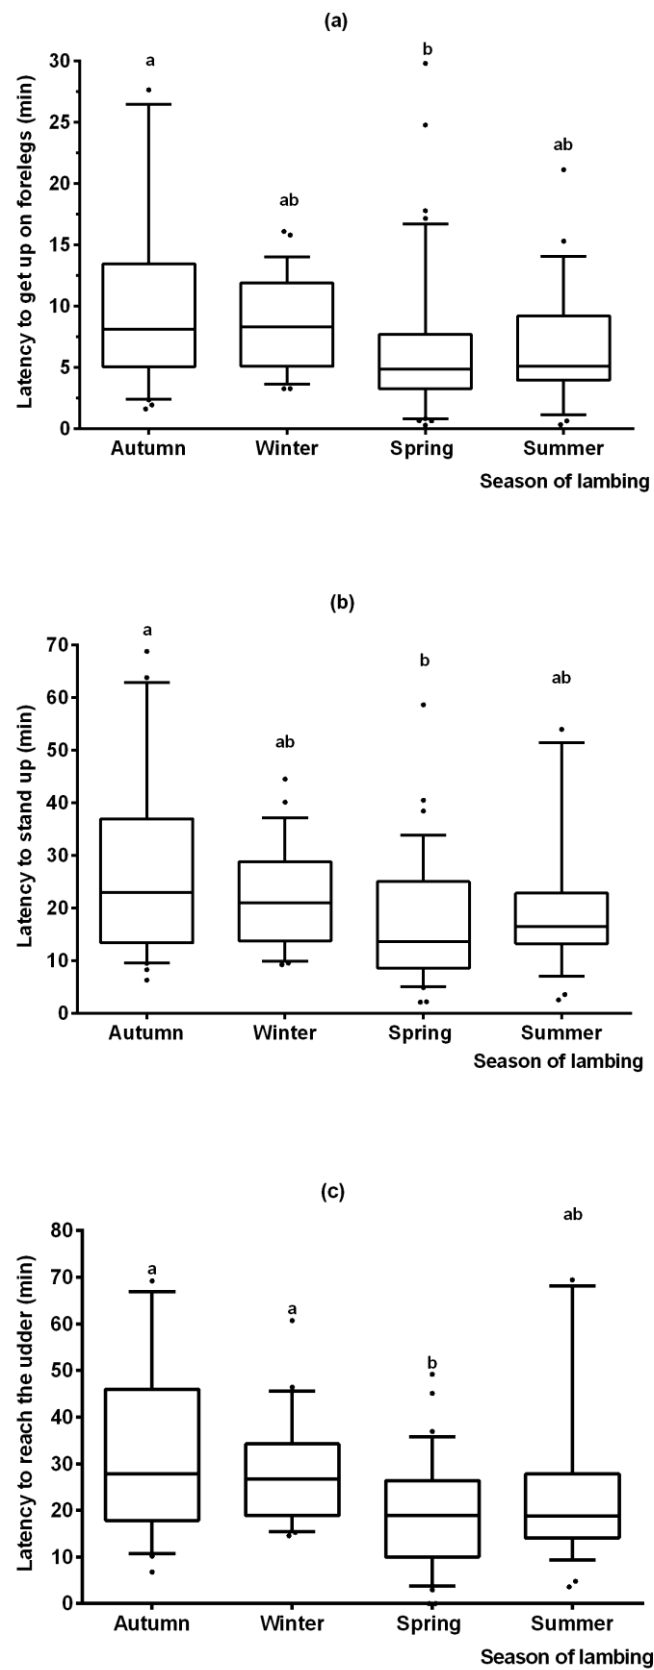 (a)
Latency to get up on forelegs (min)
30
25
20
15
10
5
0
a
ab
b
ab
Autumn Winter Spring Summer
Season of lambing
(b)
Latency to stand up (min)
70
60
50
40
30
20
10
0
a
ab
b
ab
Autumn Winter Spring Summer
Season of lambing
(c)
Latency to reach the udder (min)
80
70
60
50
40
30
20
10
0
a
a
b
ab
Autumn Winter Spring Summer
Season of lambing